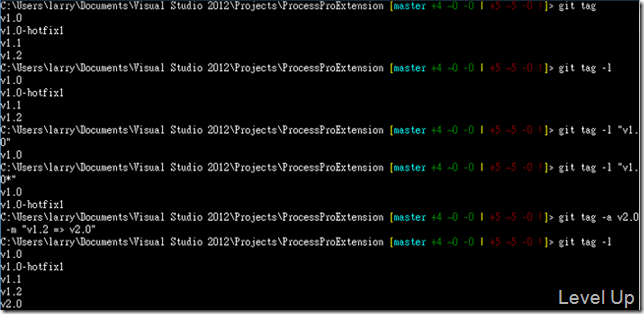 C:\Users\larry\Documents\Visual Studio 2012\Projects\ProcessProExtension [master +4 ~0 -0 | +5 ~5 -0 !]> git tag
v1.0
v1.0-hotfix1
v1.1
v1.2
C:\Users\larry\Documents\Visual Studio 2012\Projects\ProcessProExtension [master +4 ~0 -0 | +5 ~5 -0 !]> git tag -l
v1.0
v1.0-hotfix1
v1.1
v1.2
C:\Users\larry\Documents\Visual Studio 2012\Projects\ProcessProExtension [master +4 ~0 -0 | +5 ~5 -0 !]> git tag -l "v1.
0"
v1.0
C:\Users\larry\Documents\Visual Studio 2012\Projects\ProcessProExtension [master +4 ~0 -0 | +5 ~5 -0 !]> git tag -l "v1.
0*"
v1.0
v1.0-hotfix1
C:\Users\larry\Documents\Visual Studio 2012\Projects\ProcessProExtension [master +4 ~0 -0 | +5 ~5 -0 !]> git tag -a v2.0
-m "v1.2 => v2.0"
C:\Users\larry\Documents\Visual Studio 2012\Projects\ProcessProExtension [master +4 ~0 -0 | +5 ~5 -0 !]> git tag -l
v1.0
v1.0-hotfix1
v1.1
v1.2
v2.0
Level Up